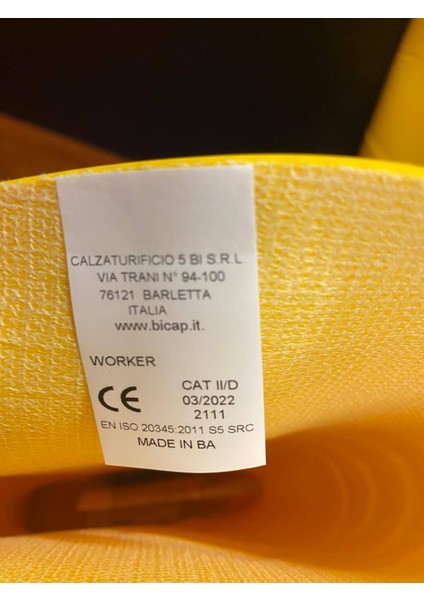 CALZATURIFICIO 5 BI S.R.L
VIA TRANI N° 94-100
76121 BARLETTA
ITALIA
www.bicap.it.
WORKER
CE
CAT II/D
03/2022
2111
EN ISO 20345:2011 S5 SRC
MADE IN BA